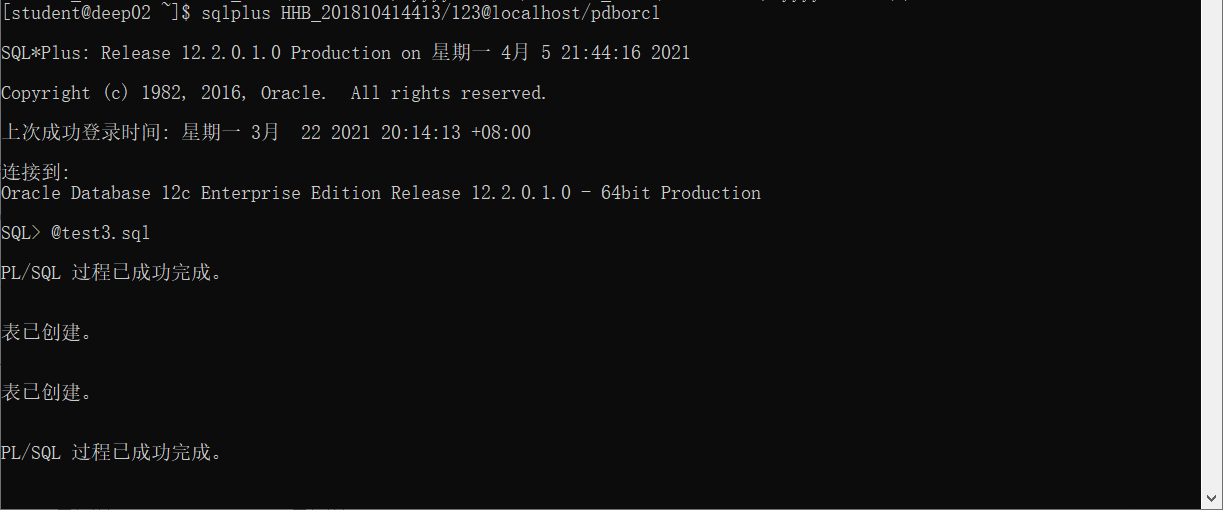 [student@deep02 ~]$ sqlplus HHB_201810414413/123@localhost/pdborcl
SQL*Plus: Release 12.2.0.1.0 Production on 星期一 4月 5 21:44:16 2021
Copyright (c) 1982, 2016, Oracle.  All rights reserved.
上次成功登录时间: 星期一 3月  22 2021 20:14:13 +08:00
连接到:
Oracle Database 12c Enterprise Edition Release 12.2.0.1.0 - 64bit Production
SQL> @test3.sql
PL/SQL 过程已成功完成。
表已创建。
表已创建。
PL/SQL 过程已成功完成。